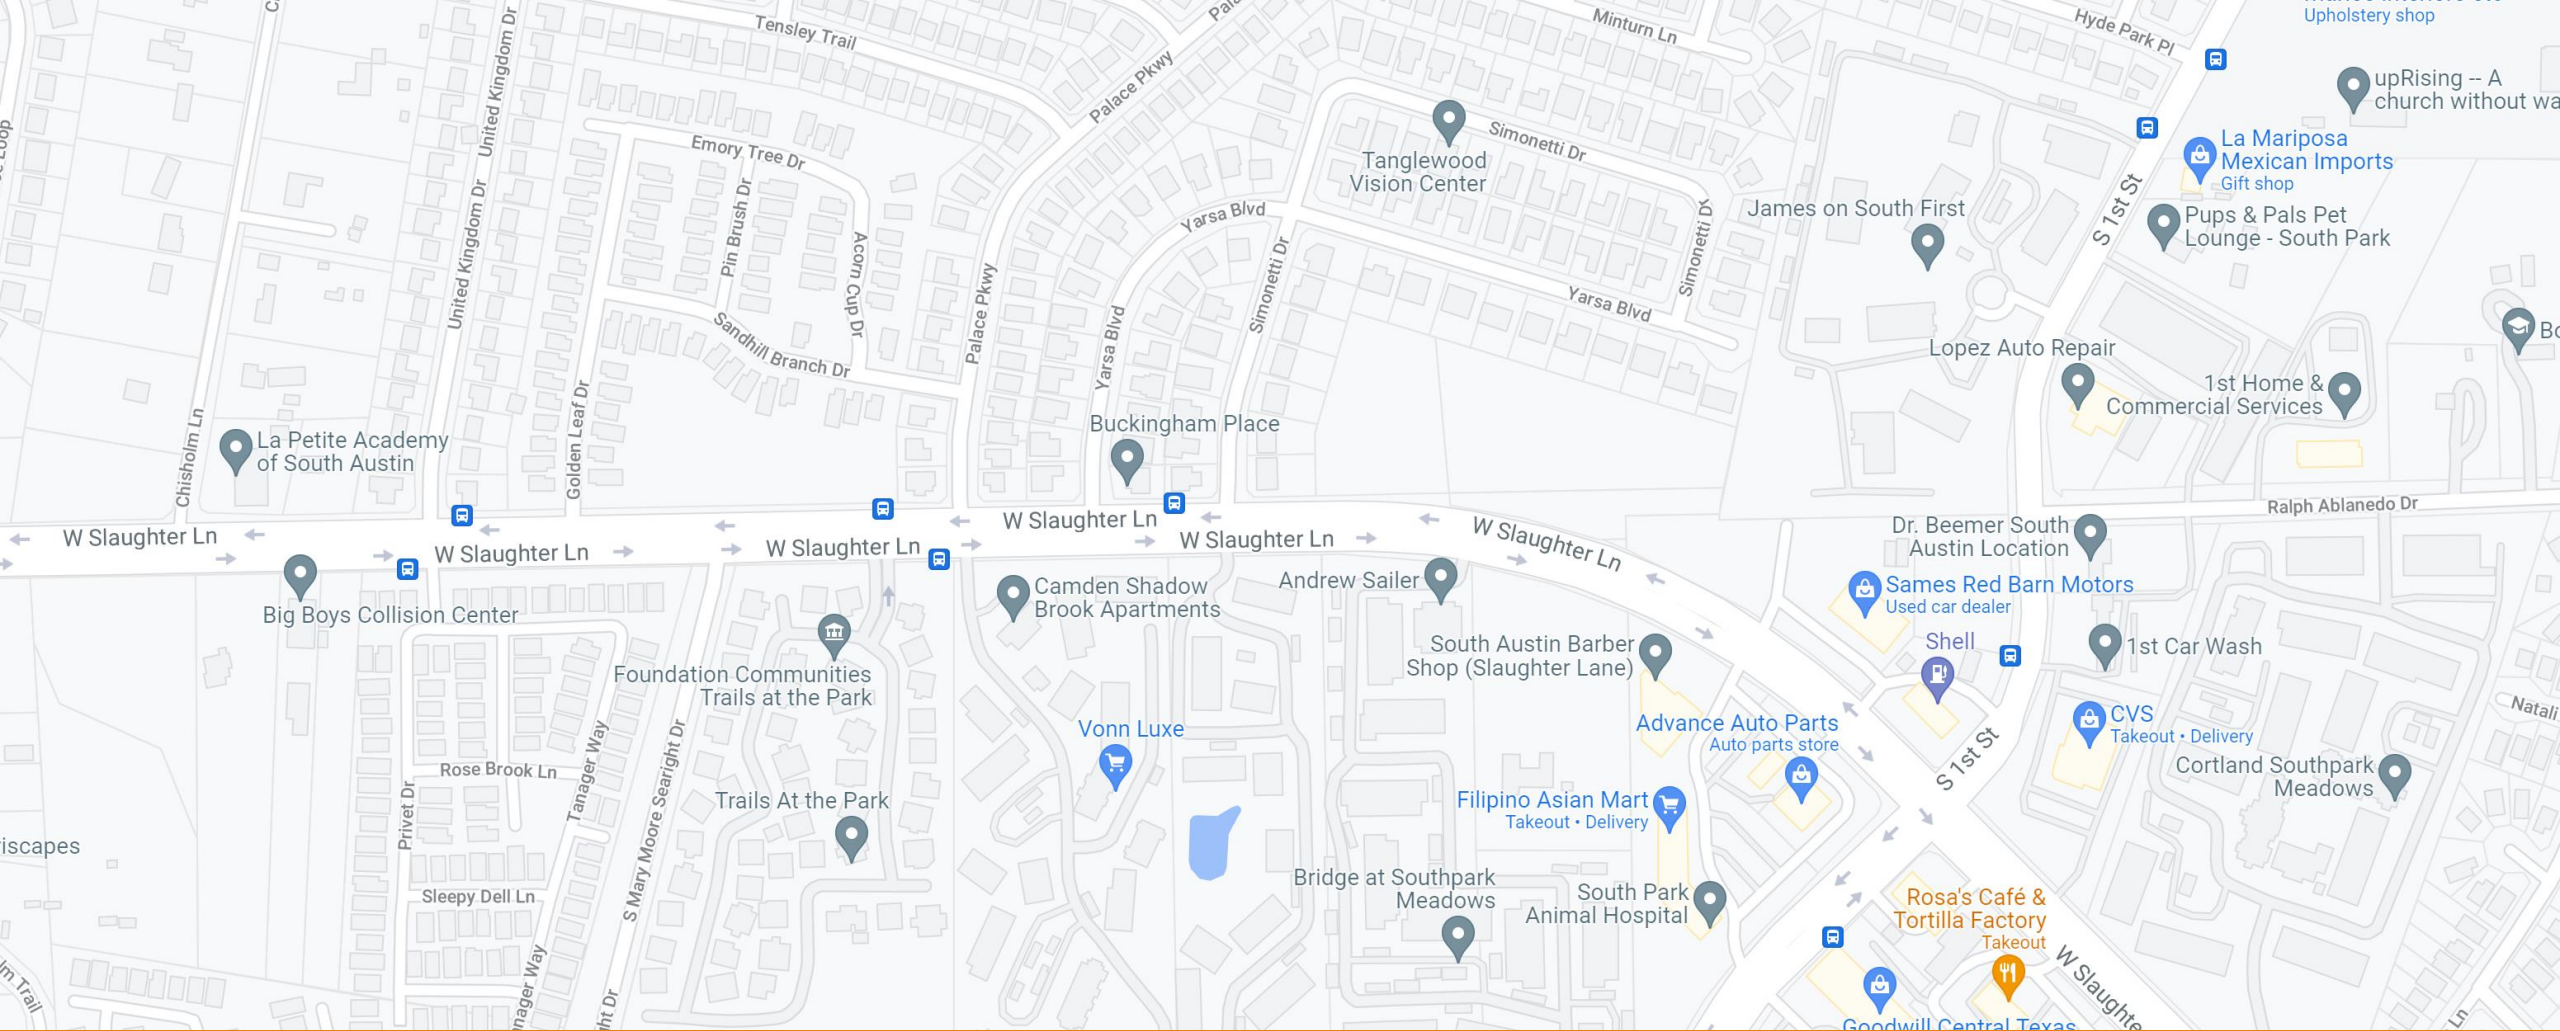 Upholstery shop
Tensley Trail
Minturn Ln
Hyde Park Pl
United Kingdom Dr
Palace Pkwy
upRising -- A
church without wa
La Mariposa
Mexican Imports
Gift shop
Emory Tree Dr
Simonetti Dr
Tanglewood
Vision Center
James on South First
S 1st St
Pups & Pals Pet
Lounge - South Park
United Kingdom Dr
Pin Brush Dr
Acorn Cup Dr
Palace Pkwy
Yarsa Blvd
Simonetti Dr
Simonetti Dr
Yarsa Blvd
Yarsa Blvd
Sandhill Branch Dr
Lopez Auto Repair
1st Home &
Commercial Services
Chisholm Ln
La Petite Academy
of South Austin
Golden Leaf Dr
Buckingham Place
W Slaughter Ln
W Slaughter Ln
W Slaughter Ln
W Slaughter Ln
W Slaughter Ln
W Slaughter Ln
Ralph Ablanedo Dr
Dr. Beemer South
Austin Location
Big Boys Collision Center
Camden Shadow
Brook Apartments
Andrew Sailer
Sames Red Barn Motors
Used car dealer
Shell
1st Car Wash
South Austin Barber
Shop (Slaughter Lane)
Foundation Communities
Trails at the Park
Vonn Luxe
Advance Auto Parts
Auto parts store
CVS
Takeout • Delivery
Natali
Rose Brook Ln
Tanager Way
S Mary Moore Searight Dr
S 1st St
Cortland Southpark
Meadows
Privet Dr
Trails At the Park
Filipino Asian Mart
Takeout • Delivery
iscapes
Sleepy Dell Ln
Bridge at Southpark
Meadows
South Park
Animal Hospital
Rosa's Café &
Tortilla Factory
Takeout
lm Trail
nager Way
ght Dr
W Slaughte
Goodwill Central Texas
Ln